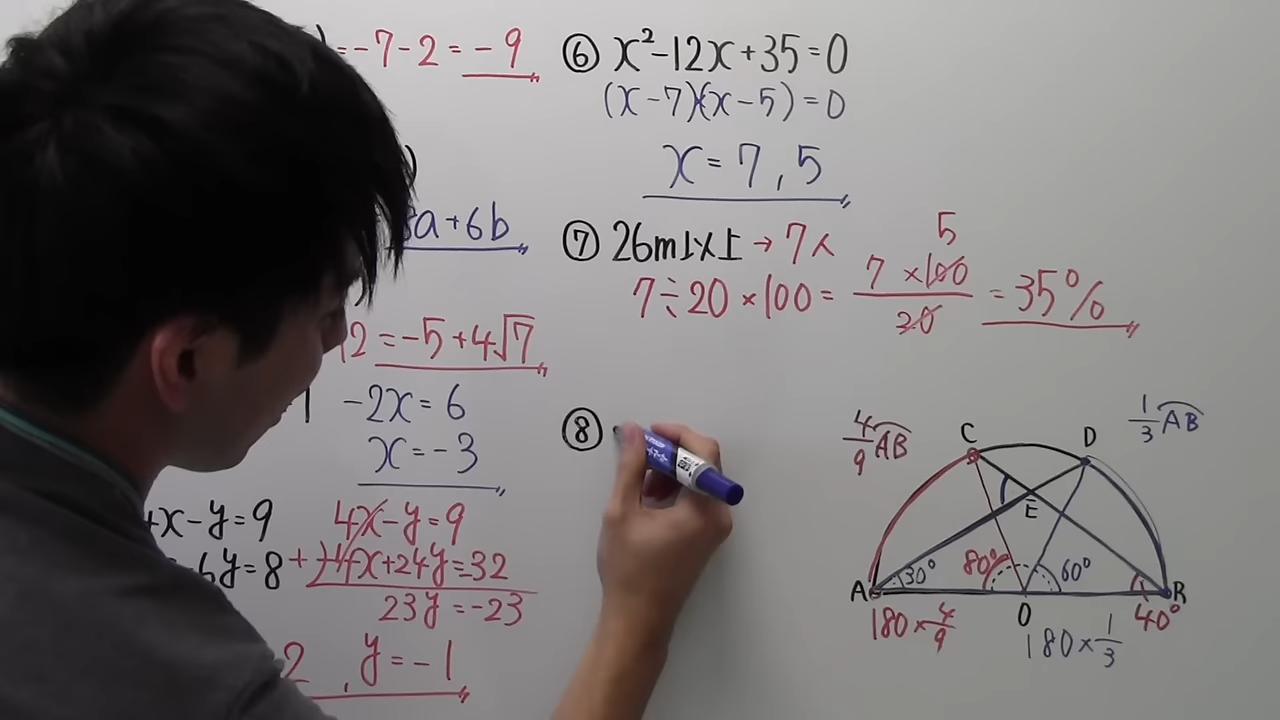 ) = -7-2 = -9
)
8a+6b
)
12 = -5+4√7
1 -2x = 6
x = -3
4x-y=9 4x-y=9
-6y=8 +)-4x+24y=32
23y=-23
2 , y=-1
⑥ x²-12x+35=0
(x-7)(x-5)=0
x=7,5
⑦ 26m以上→7人
7÷20×100= 7×100/20 =35%
5
⑧
4/9 AB
C
D
1/3 AB
E
A
30°
80°
60°
O
B
40°
180×4/9
180×1/3